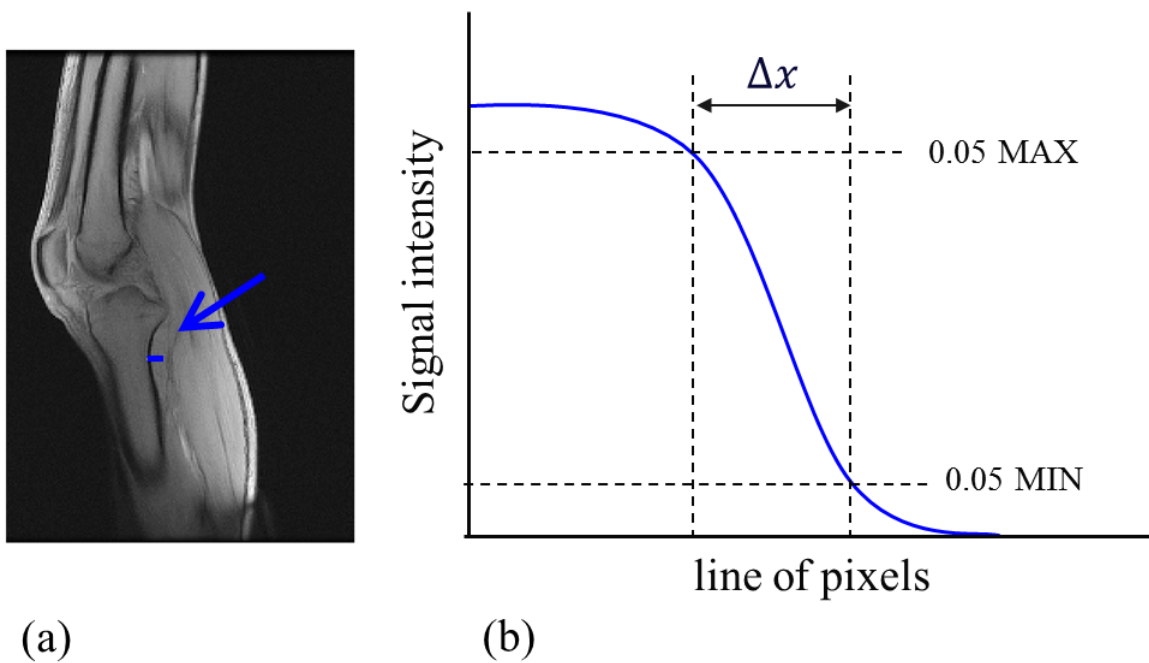 Δx
0.05 MAX
Signal intensity
0.05 MIN
line of pixels
(a)
(b)